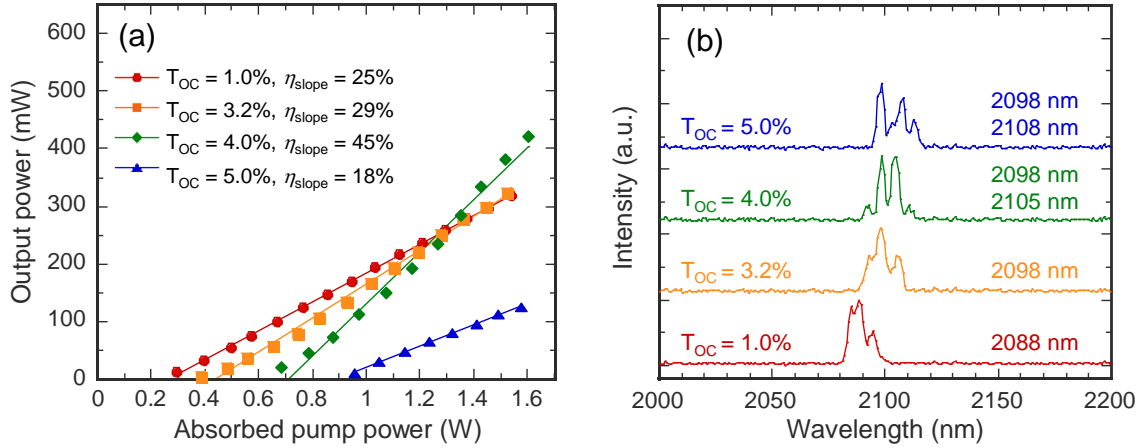 (a)
T_OC = 1.0%, η_slope = 25%
T_OC = 3.2%, η_slope = 29%
T_OC = 4.0%, η_slope = 45%
T_OC = 5.0%, η_slope = 18%
600
500
400
300
200
100
0
Output power (mW)
0 0.2 0.4 0.6 0.8 1 1.2 1.4 1.6
Absorbed pump power (W)
(b)
T_OC = 5.0%
2098 nm
2108 nm
T_OC = 4.0%
2098 nm
2105 nm
T_OC = 3.2%
2098 nm
T_OC = 1.0%
2088 nm
Intensity (a.u.)
2000 2050 2100 2150 2200
Wavelength (nm)